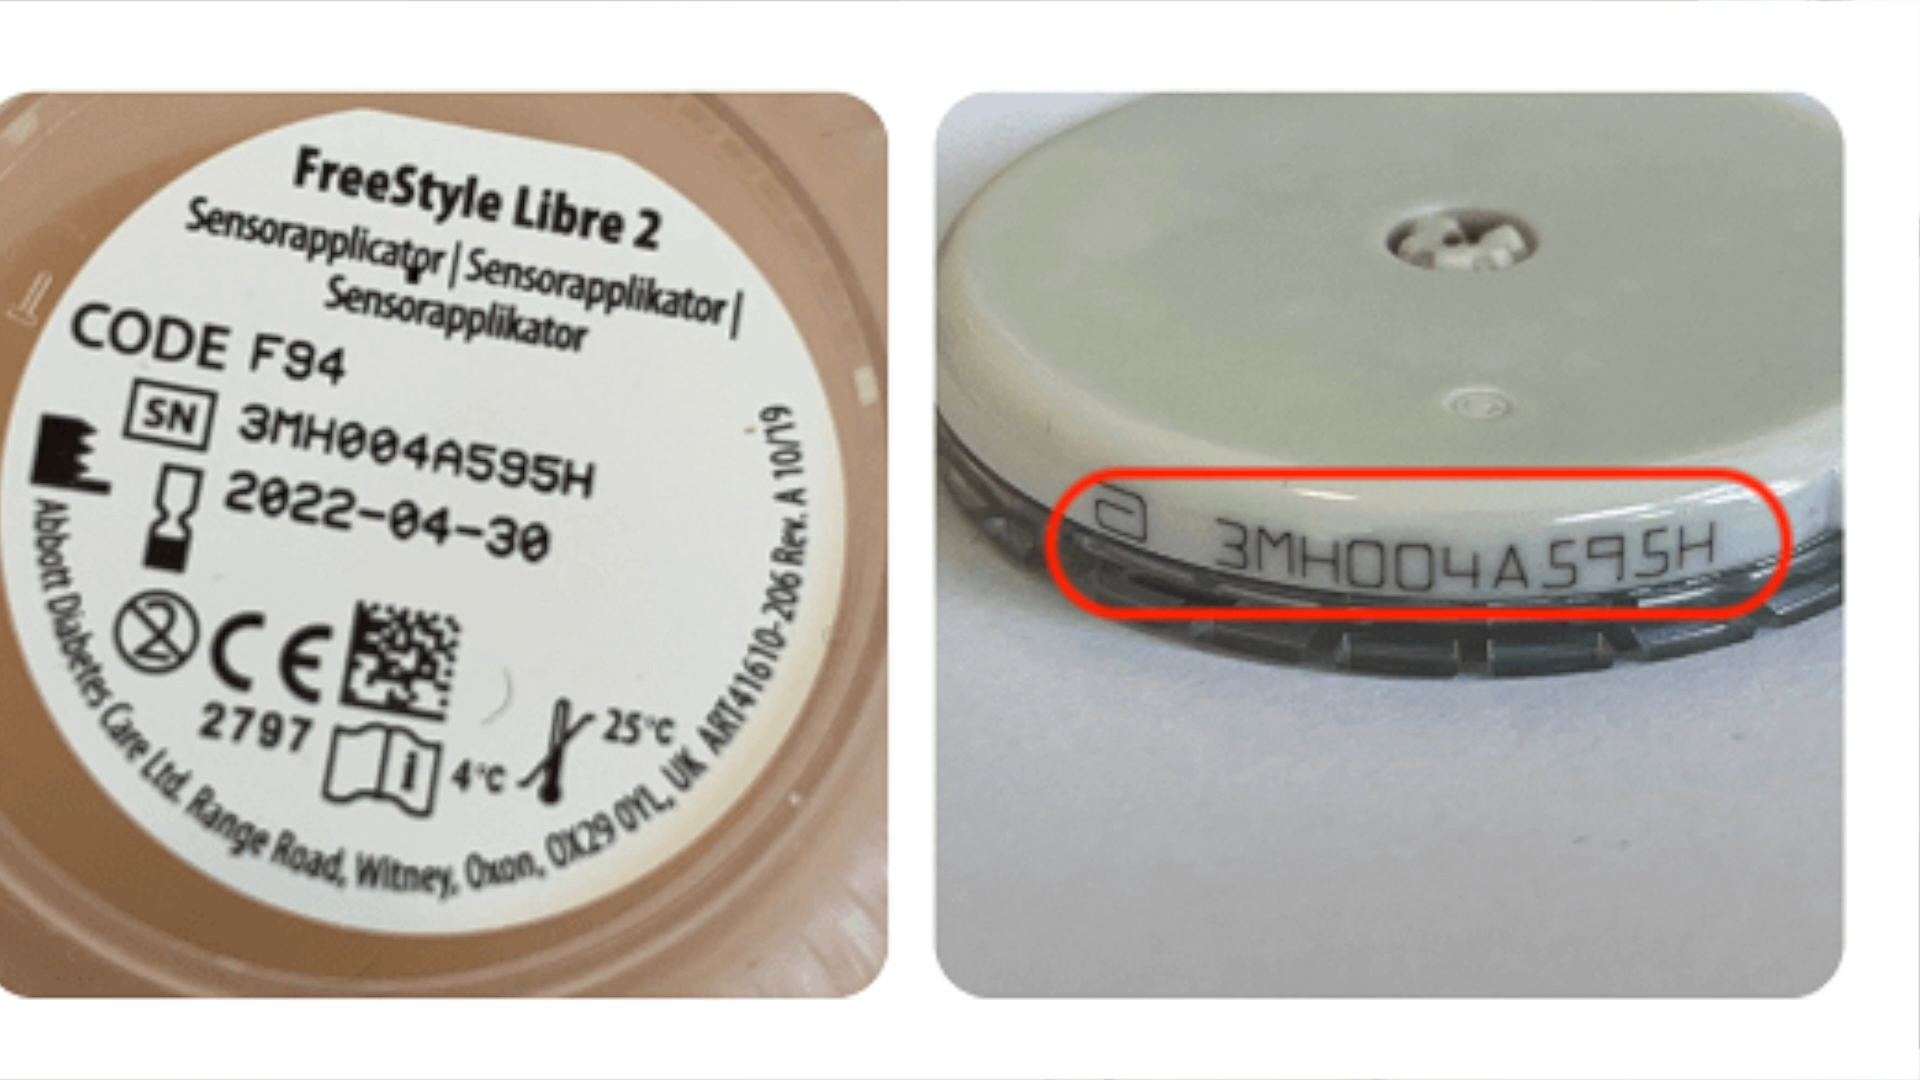 FreeStyle Libre 2
Sensorapplicator | Sensorapplikator |
Sensorapplikator
CODE F94
SN 3MH004A595H
2022-04-30
2797
4°C
25°C
Abbott Diabetes Care Ltd. Range Road, Witney, Oxon, OX29 0YL, UK ART41610-206 Rev. A 10/19
3MH004A595H